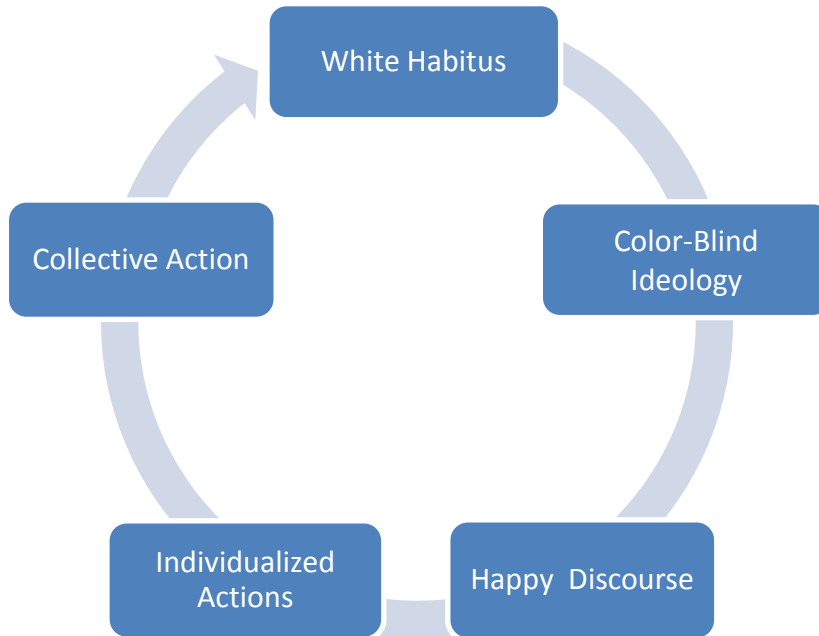 White Habitus
Color-Blind
Ideology
Happy  Discourse
Individualized
Actions
Collective Action